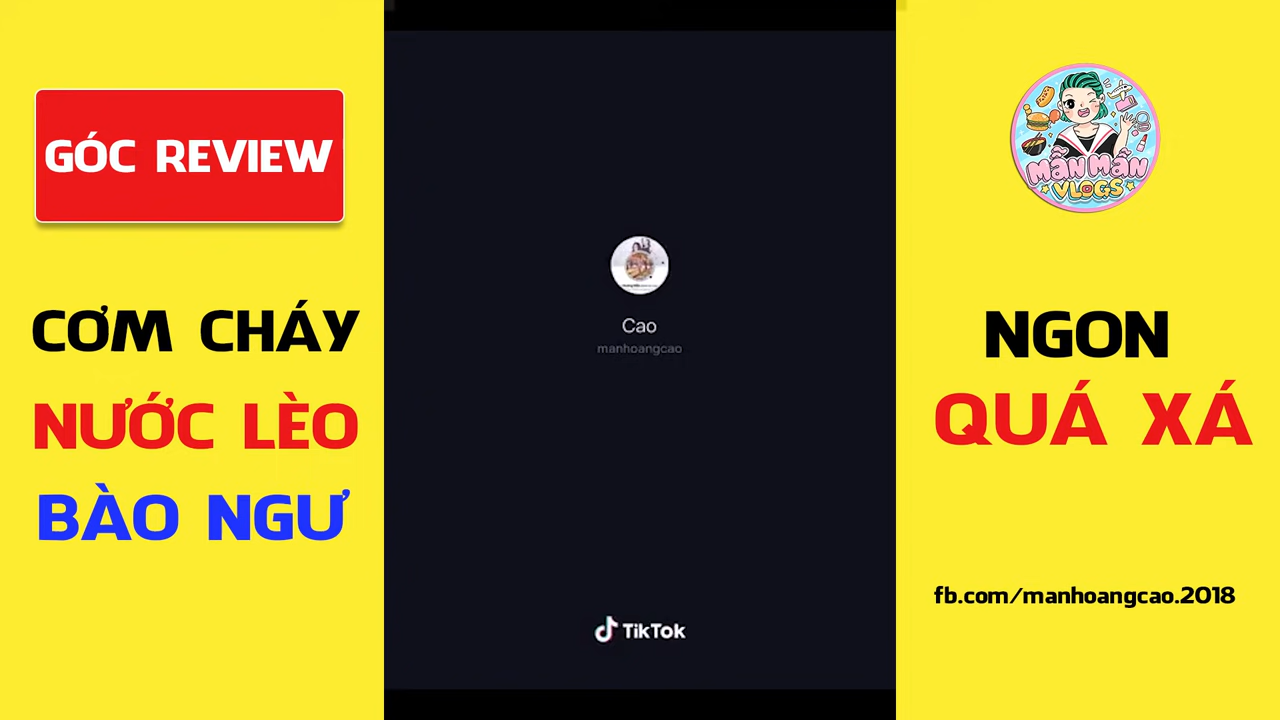 GÓC REVIEW
CƠM CHÁY
NƯỚC LÈO
BÀO NGƯ
Cao
manhoangcao
TikTok
MẪN MẪN
VLOGS
NGON
QUÁ XÁ
fb.com/manhoangcao.2018